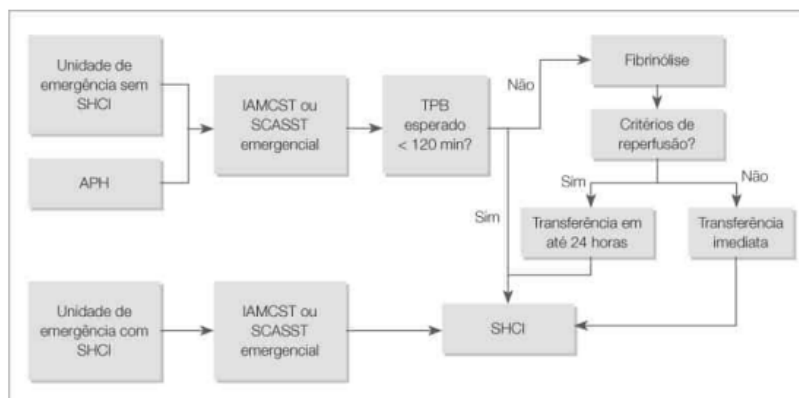 Unidade de
emergência sem
SHCI
APH
IAMCST ou
SCASST
emergencial
TPB
esperado
< 120 min?
Não
Sim
Fibrinólise
Critérios de
reperfusão?
Sim
Não
Transferência em
até 24 horas
Transferência
imediata
Unidade de
emergência com
SHCI
IAMCST ou
SCASST
emergencial
SHCI